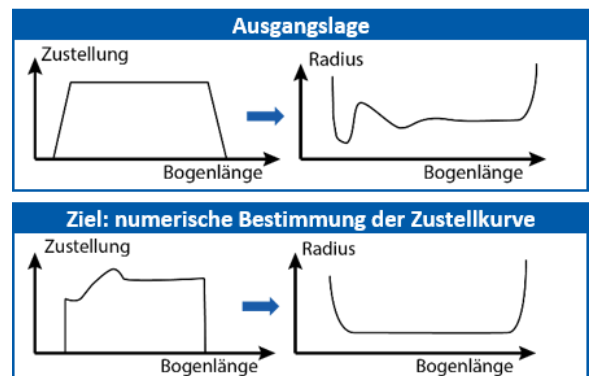 Ausgangslage
Zustellung
Radius
Bogenlänge
Bogenlänge
Ziel: numerische Bestimmung der Zustellkurve
Zustellung
Radius
Bogenlänge
Bogenlänge